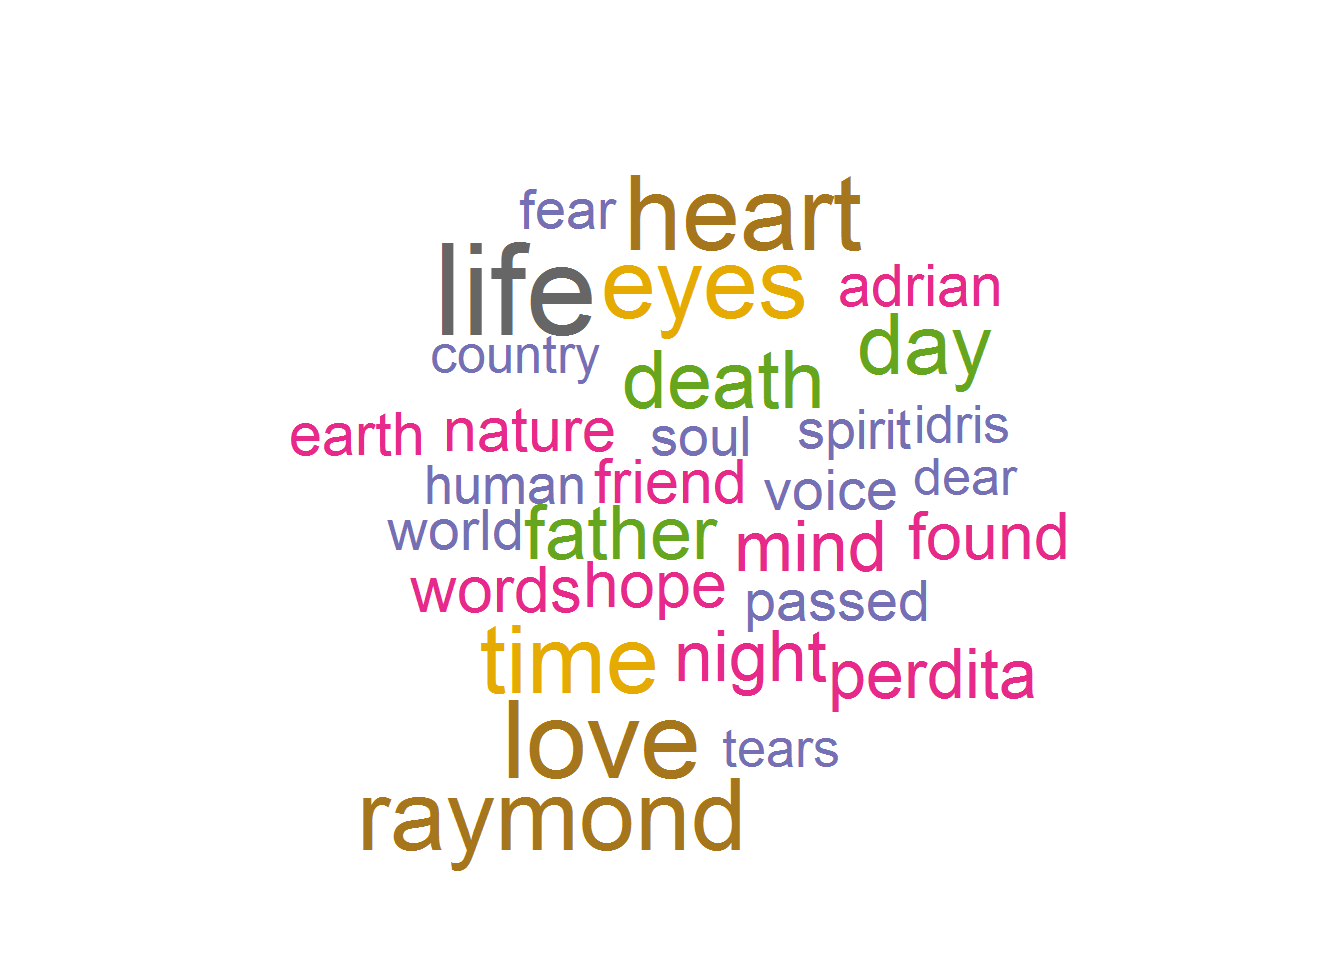 fear heart
life eyes adrian
country death day
earth nature soul spirit idris
human friend voice dear
world father mind found
words hope passed
time night perdita
love tears
raymond